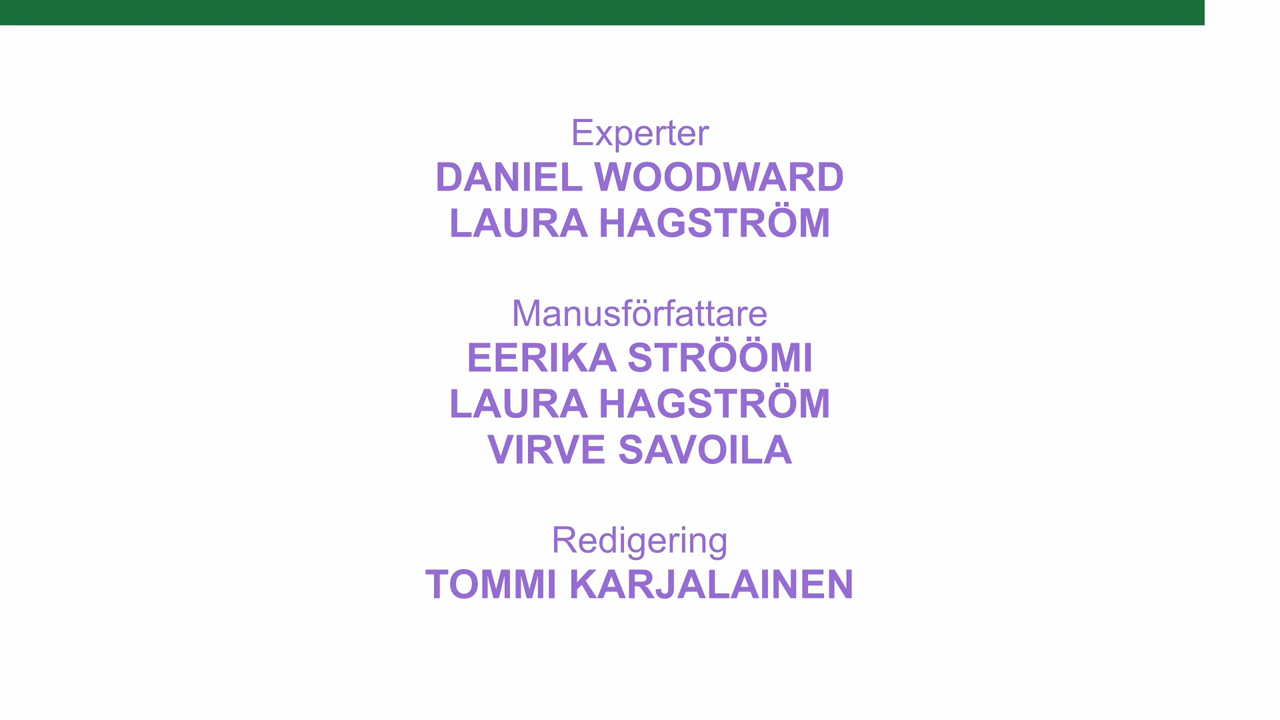 Experter
DANIEL WOODWARD
LAURA HAGSTRÖM
Manusförfattare
EERIKA STRÖÖMI
LAURA HAGSTRÖM
VIRVE SAVOILA
Redigering
TOMMI KARJALAINEN